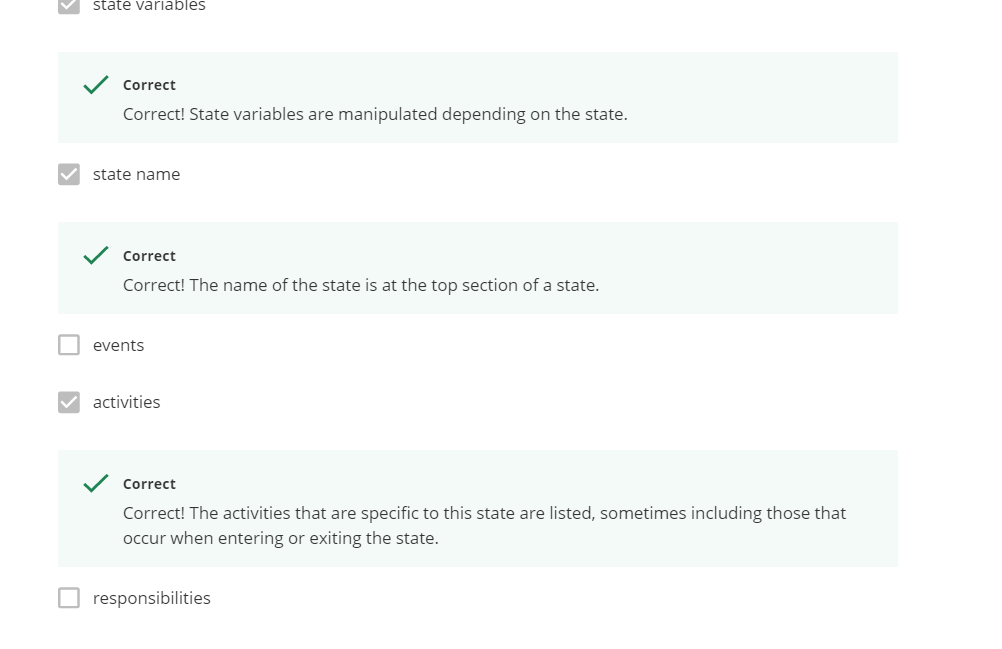 state variables
Correct
Correct! State variables are manipulated depending on the state.
state name
Correct
Correct! The name of the state is at the top section of a state.
events
activities
Correct
Correct! The activities that are specific to this state are listed, sometimes including those that
occur when entering or exiting the state.
responsibilities